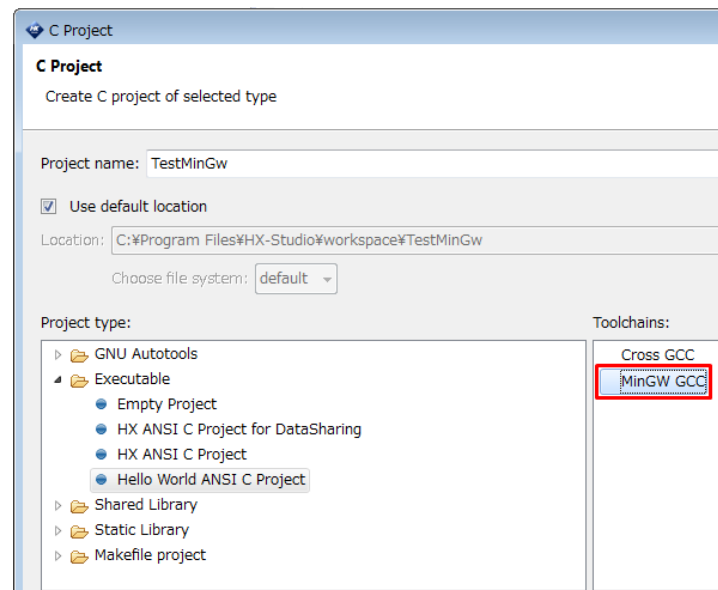 C Project
C Project
Create C project of selected type
Project name: TestMinGw
Use default location
Location: C:¥Program Files¥HX-Studio¥workspace¥TestMinGw
Choose file system: default
Project type:
GNU Autotools
Executable
Empty Project
HX ANSI C Project for DataSharing
HX ANSI C Project
Hello World ANSI C Project
Shared Library
Static Library
Makefile project
Toolchains:
Cross GCC
MinGW GCC